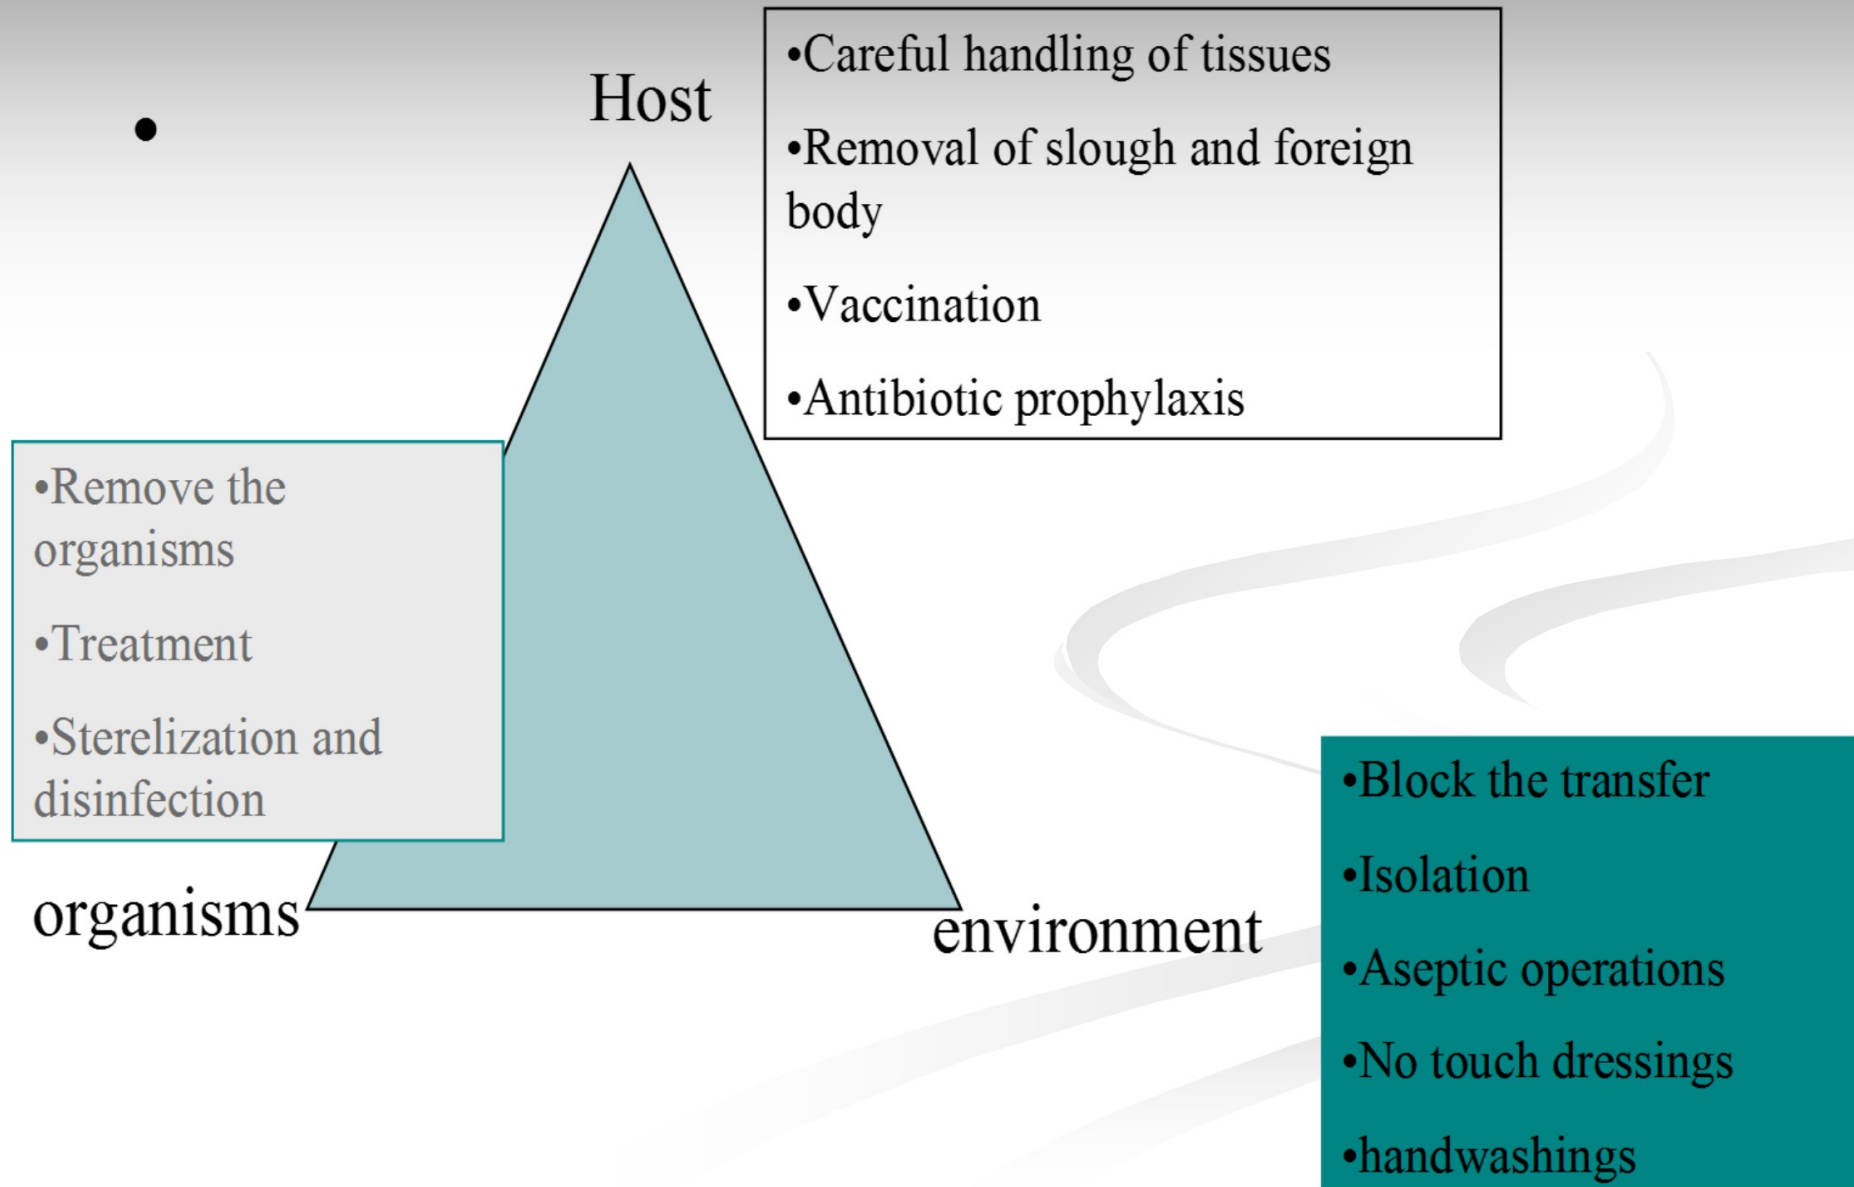 •
Host
•Careful handling of tissues
•Removal of slough and foreign
body
•Vaccination
•Antibiotic prophylaxis
•Remove the
organisms
•Treatment
•Sterelization and
disinfection
organisms
environment
•Block the transfer
•Isolation
•Aseptic operations
•No touch dressings
•handwashings